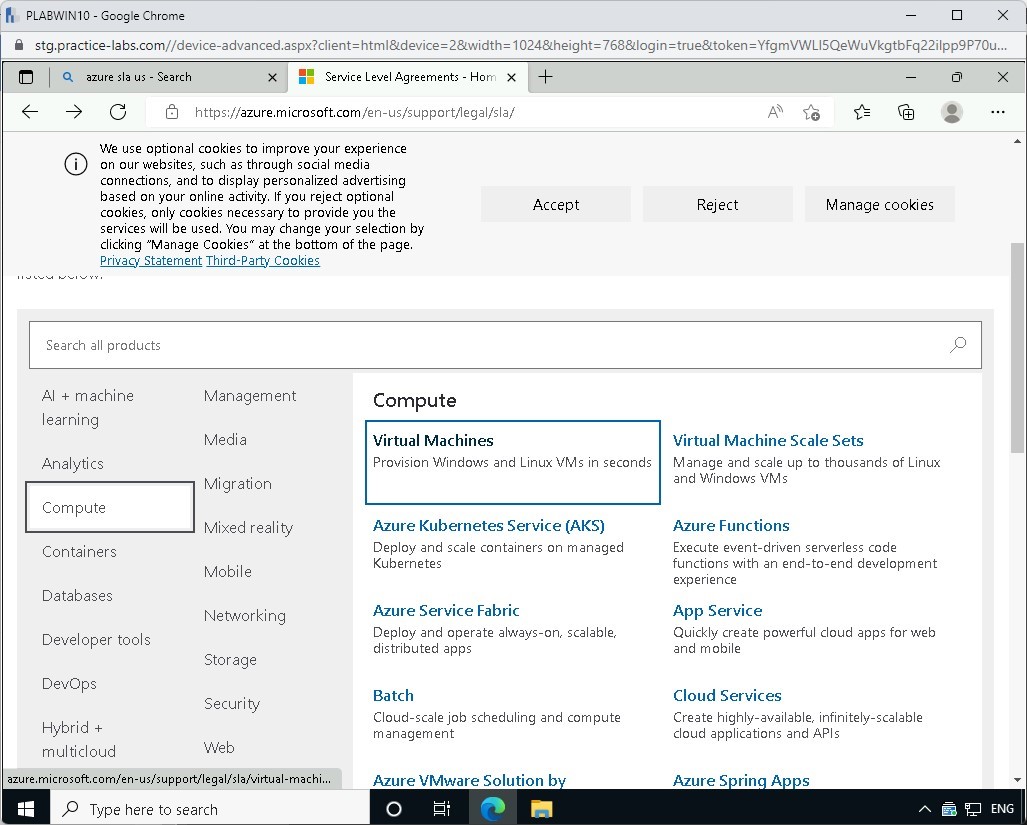 PLABWIN10 - Google Chrome
stg.practice-labs.com//device-advanced.aspx?client=html&device=2&width=1024&height=768&login=true&token=YfgmVWLI5QeWuVkgtbFq22iIpp9P70u...
azure sla us - Search
Service Level Agreements - Hom
https://azure.microsoft.com/en-us/support/legal/sla/
We use optional cookies to improve your experience
on our websites, such as through social media
connections, and to display personalized advertising
based on your online activity. If you reject optional
cookies, only cookies necessary to provide you the
services will be used. You may change your selection by
clicking “Manage Cookies” at the bottom of the page.
Privacy Statement Third-Party Cookies
Accept
Reject
Manage cookies
listed below.
Search all products
AI + machine
learning
Analytics
Compute
Containers
Databases
Developer tools
DevOps
Hybrid +
multicloud
Management
Media
Migration
Mixed reality
Mobile
Networking
Storage
Security
Web
Compute
Virtual Machines
Provision Windows and Linux VMs in seconds
Virtual Machine Scale Sets
Manage and scale up to thousands of Linux
and Windows VMs
Azure Kubernetes Service (AKS)
Deploy and scale containers on managed
Kubernetes
Azure Functions
Execute event-driven serverless code
functions with an end-to-end development
experience
Azure Service Fabric
Deploy and operate always-on, scalable,
distributed apps
App Service
Quickly create powerful cloud apps for web
and mobile
Batch
Cloud-scale job scheduling and compute
management
Cloud Services
Create highly-available, infinitely-scalable
cloud applications and APIs
Azure VMware Solution by
Azure Spring Apps
azure.microsoft.com/en-us/support/legal/sla/virtual-machi...
Type here to search
ENG